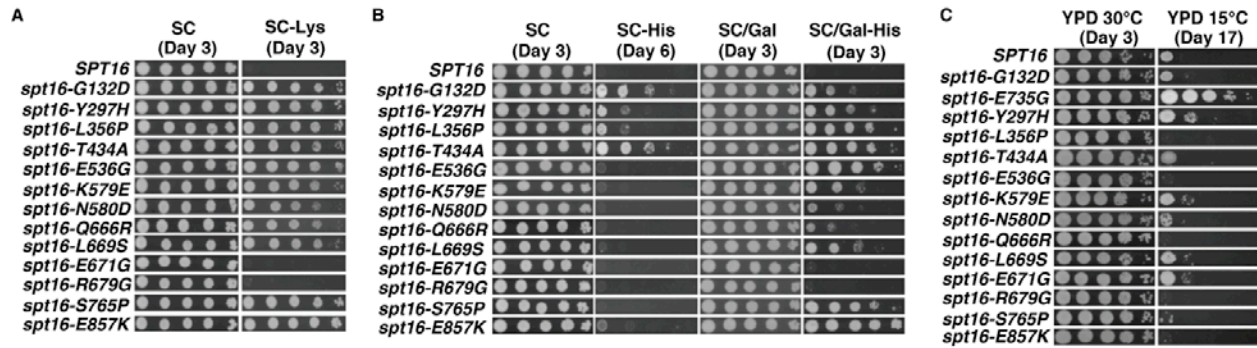 A
SC
(Day 3)
SC-Lys
(Day 3)
SPT16
spt16-G132D
spt16-Y297H
spt16-L356P
spt16-T434A
spt16-E536G
spt16-K579E
spt16-N580D
spt16-Q666R
spt16-L669S
spt16-E671G
spt16-R679G
spt16-S765P
spt16-E857K
B
SC
(Day 3)
SC-His
(Day 6)
SC/Gal
(Day 3)
SC/Gal-His
(Day 3)
SPT16
spt16-G132D
spt16-Y297H
spt16-L356P
spt16-T434A
spt16-E536G
spt16-K579E
spt16-N580D
spt16-Q666R
spt16-L669S
spt16-E671G
spt16-R679G
spt16-S765P
spt16-E857K
C
YPD 30°C
(Day 3)
YPD 15°C
(Day 17)
SPT16
spt16-G132D
spt16-E735G
spt16-Y297H
spt16-L356P
spt16-T434A
spt16-E536G
spt16-K579E
spt16-N580D
spt16-Q666R
spt16-L669S
spt16-E671G
spt16-R679G
spt16-S765P
spt16-E857K